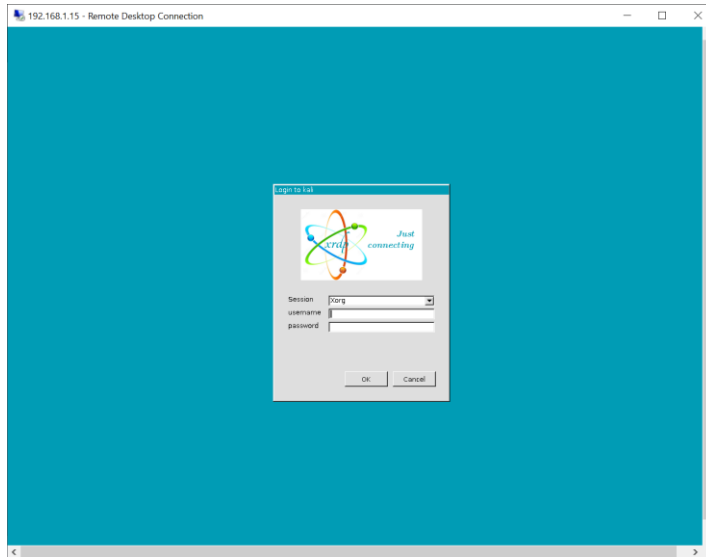 192.168.1.15 - Remote Desktop Connection
Login to kali
xrdp
Just
connecting
Session Xorg
username
password
OK Cancel